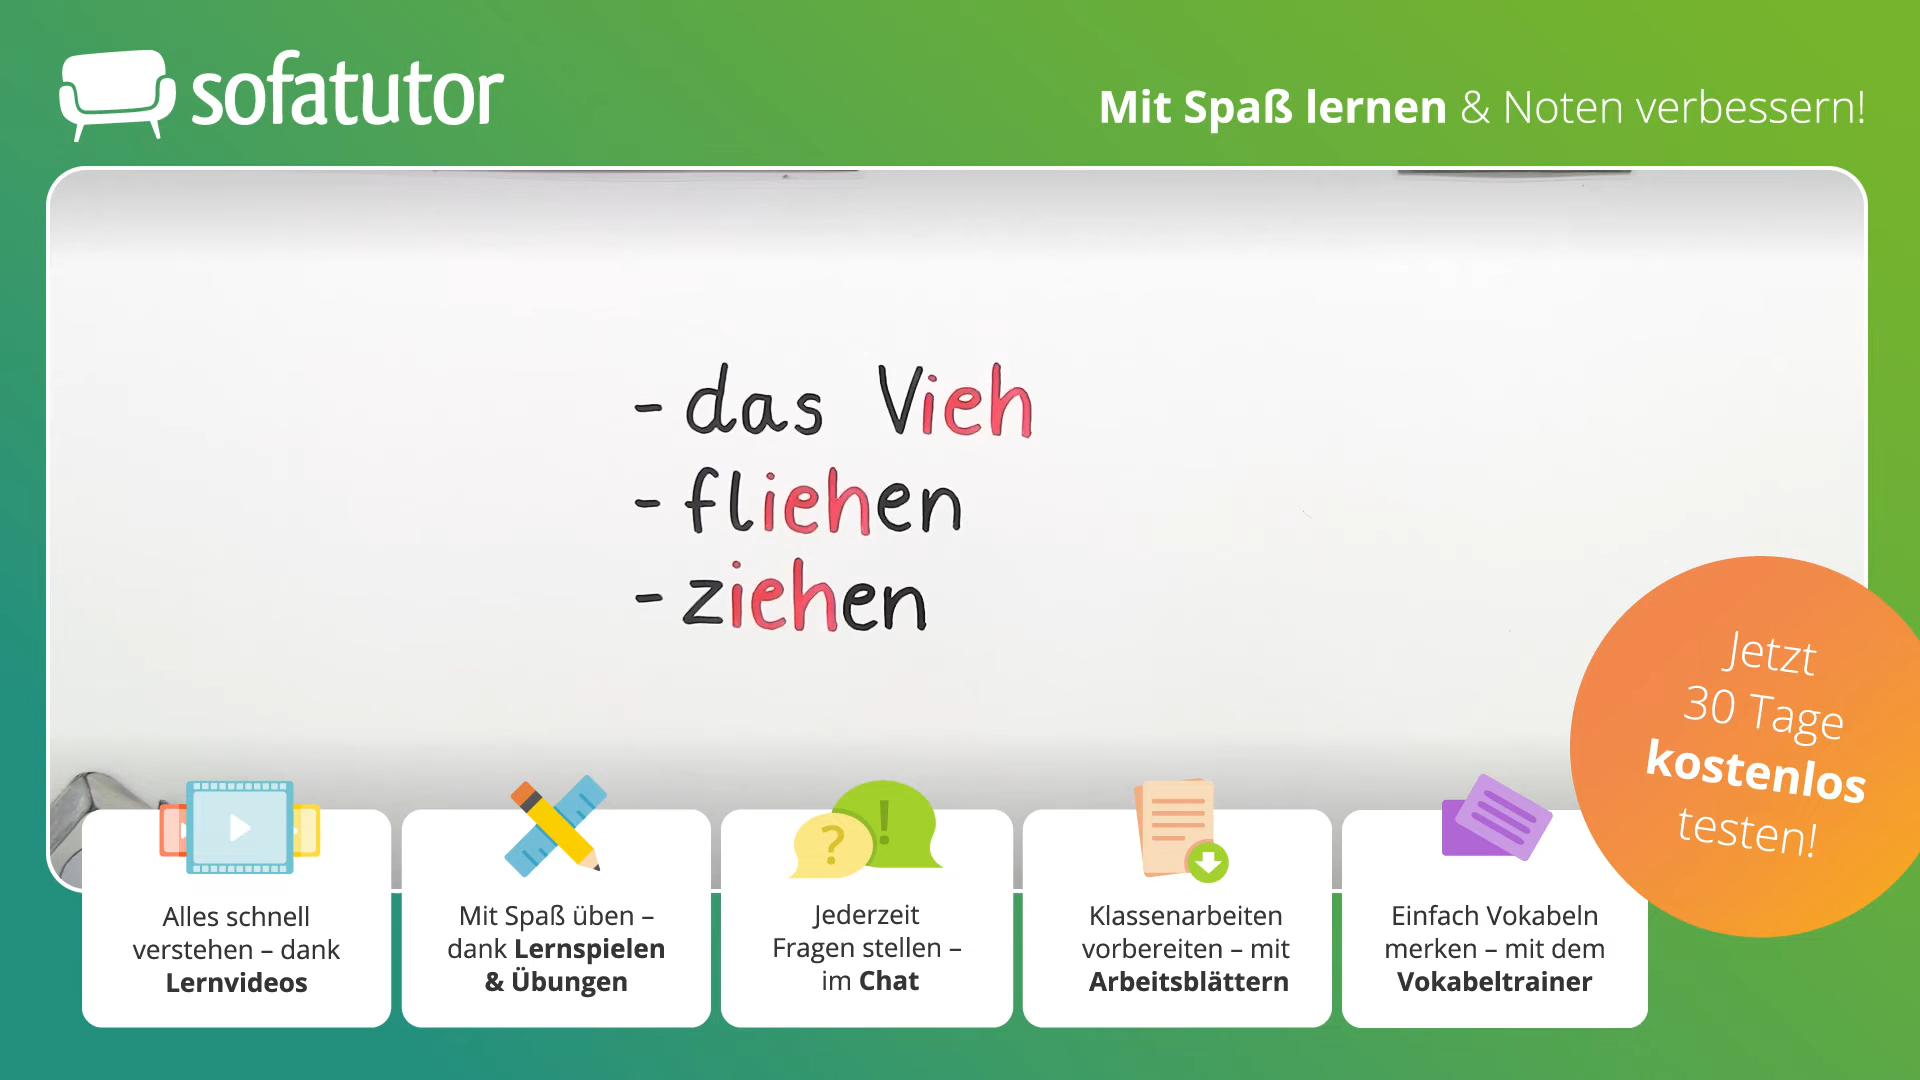 sofatutor
Mit Spaß lernen & Noten verbessern!
- das Vieh
- fliehen
- ziehen
Jetzt
30 Tage
kostenlos
testen!
Alles schnell
verstehen – dank
Lernvideos
Mit Spaß üben –
dank Lernspielen
& Übungen
? !
Jederzeit
Fragen stellen –
im Chat
Klassenarbeiten
vorbereiten – mit
Arbeitsblättern
Einfach Vokabeln
merken – mit dem
Vokabeltrainer